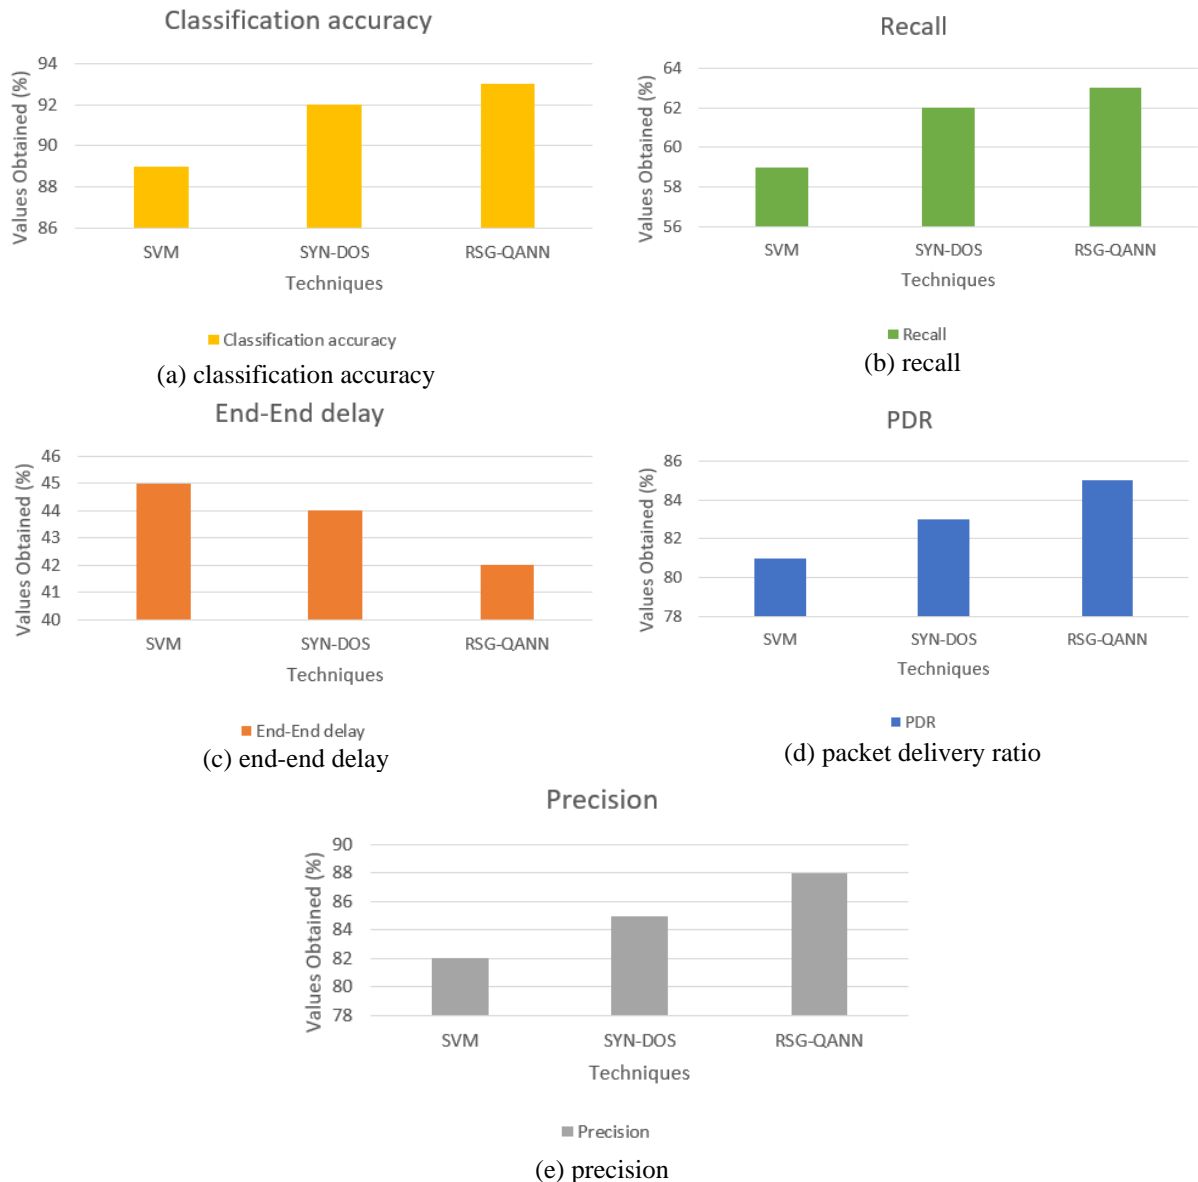 Classification accuracy
Values Obtained (%)
94
92
90
88
86
SVM SYN-DOS RSG-QANN
Techniques
Classification accuracy
(a) classification accuracy
Recall
Values Obtained (%)
64
62
60
58
56
SVM SYN-DOS RSG-QANN
Techniques
Recall
(b) recall
End-End delay
Values Obtained (%)
46
45
44
43
42
41
40
SVM SYN-DOS RSG-QANN
Techniques
End-End delay
(c) end-end delay
PDR
Values Obtained (%)
86
84
82
80
78
SVM SYN-DOS RSG-QANN
Techniques
PDR
(d) packet delivery ratio
Precision
Values Obtained (%)
90
88
86
84
82
80
78
SVM SYN-DOS RSG-QANN
Techniques
Precision
(e) precision